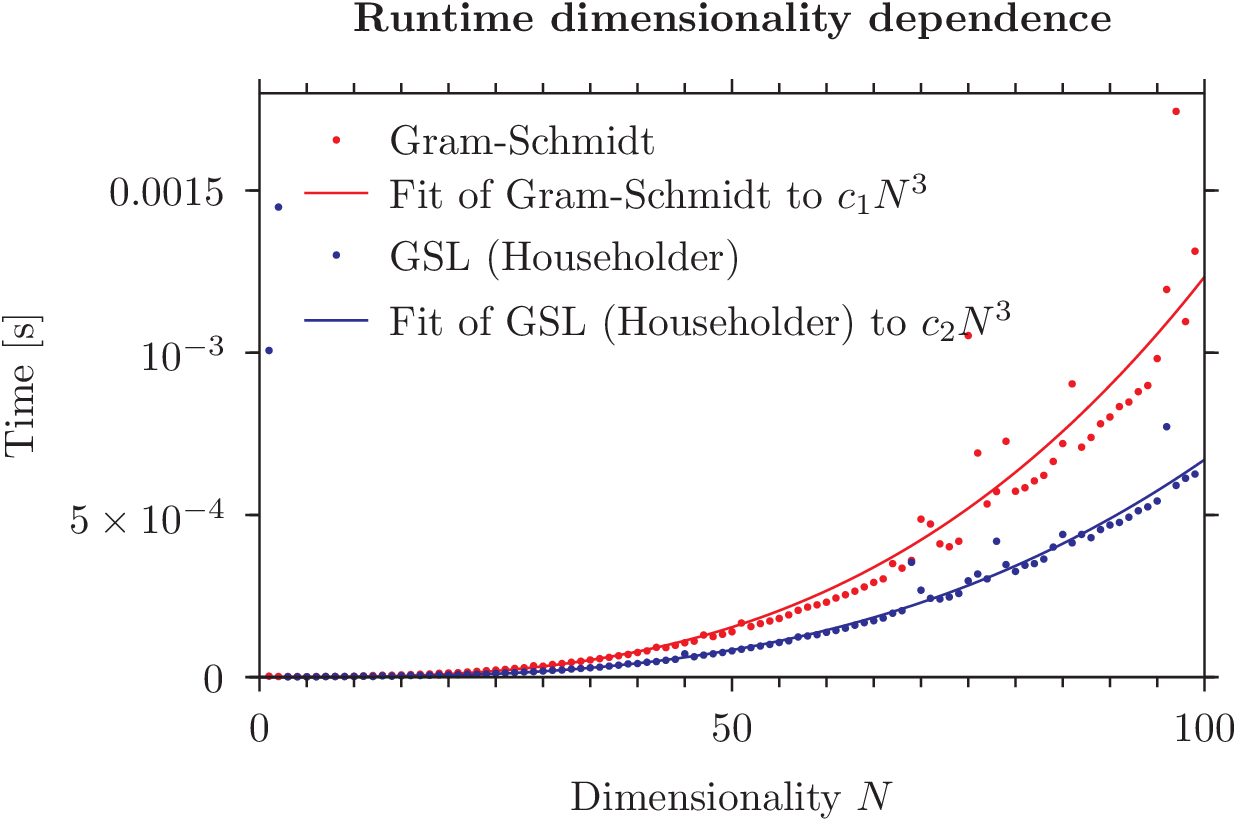 Runtime dimensionality dependence
Gram-Schmidt
Fit of Gram-Schmidt to c₁N³
GSL (Householder)
Fit of GSL (Householder) to c₂N³
0.0015
10⁻³
5 × 10⁻⁴
0
Time [s]
0 50 100
Dimensionality N